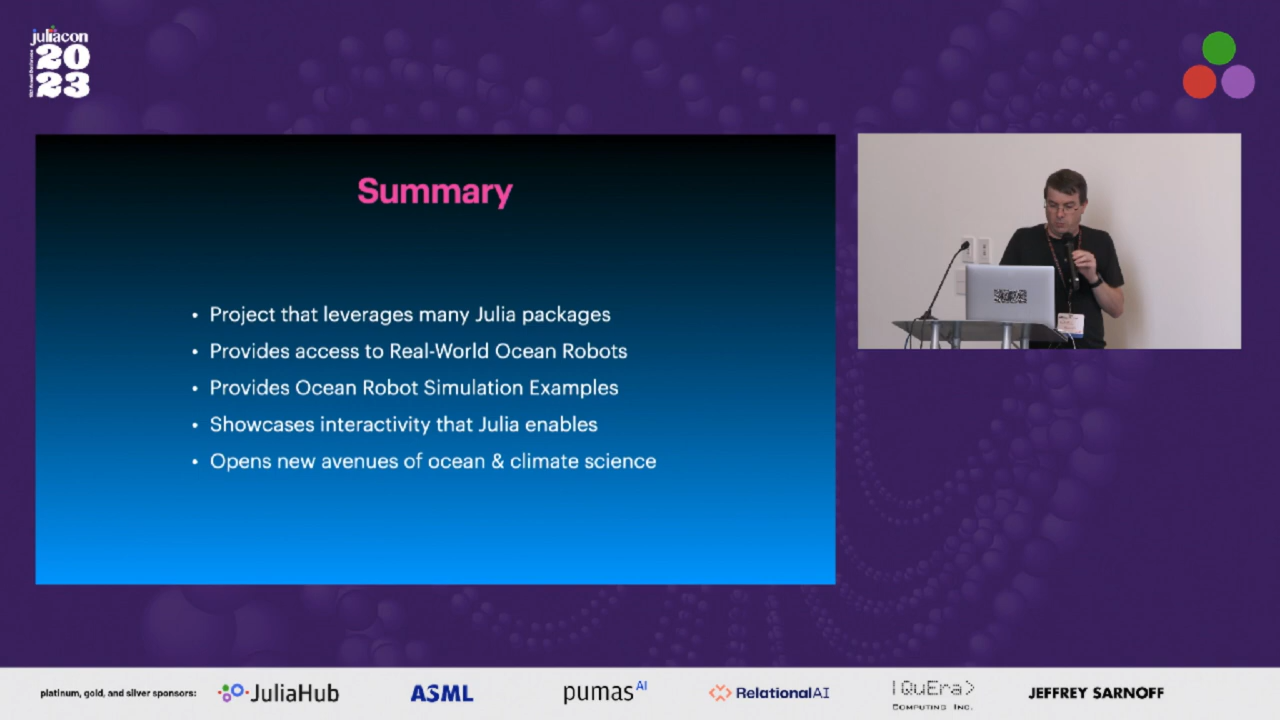 juliacon
20
23
Summary
• Project that leverages many Julia packages
• Provides access to Real-World Ocean Robots
• Provides Ocean Robot Simulation Examples
• Showcases interactivity that Julia enables
• Opens new avenues of ocean & climate science
platinum, gold, and silver sponsors:
JuliaHub
ASML
pumas AI
RelationalAI
|QuEra>
COMPUTING INC.
JEFFREY SARNOFF